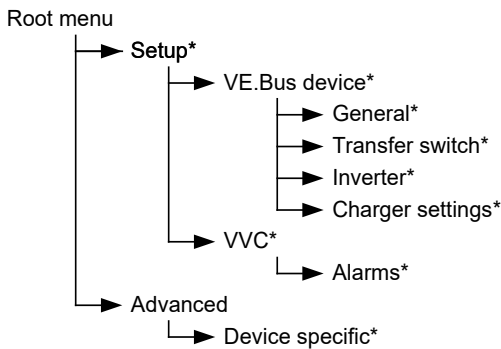 Root menu
Setup*
VE.Bus device*
General*
Transfer switch*
Inverter*
Charger settings*
VVC*
Alarms*
Advanced
Device specific*